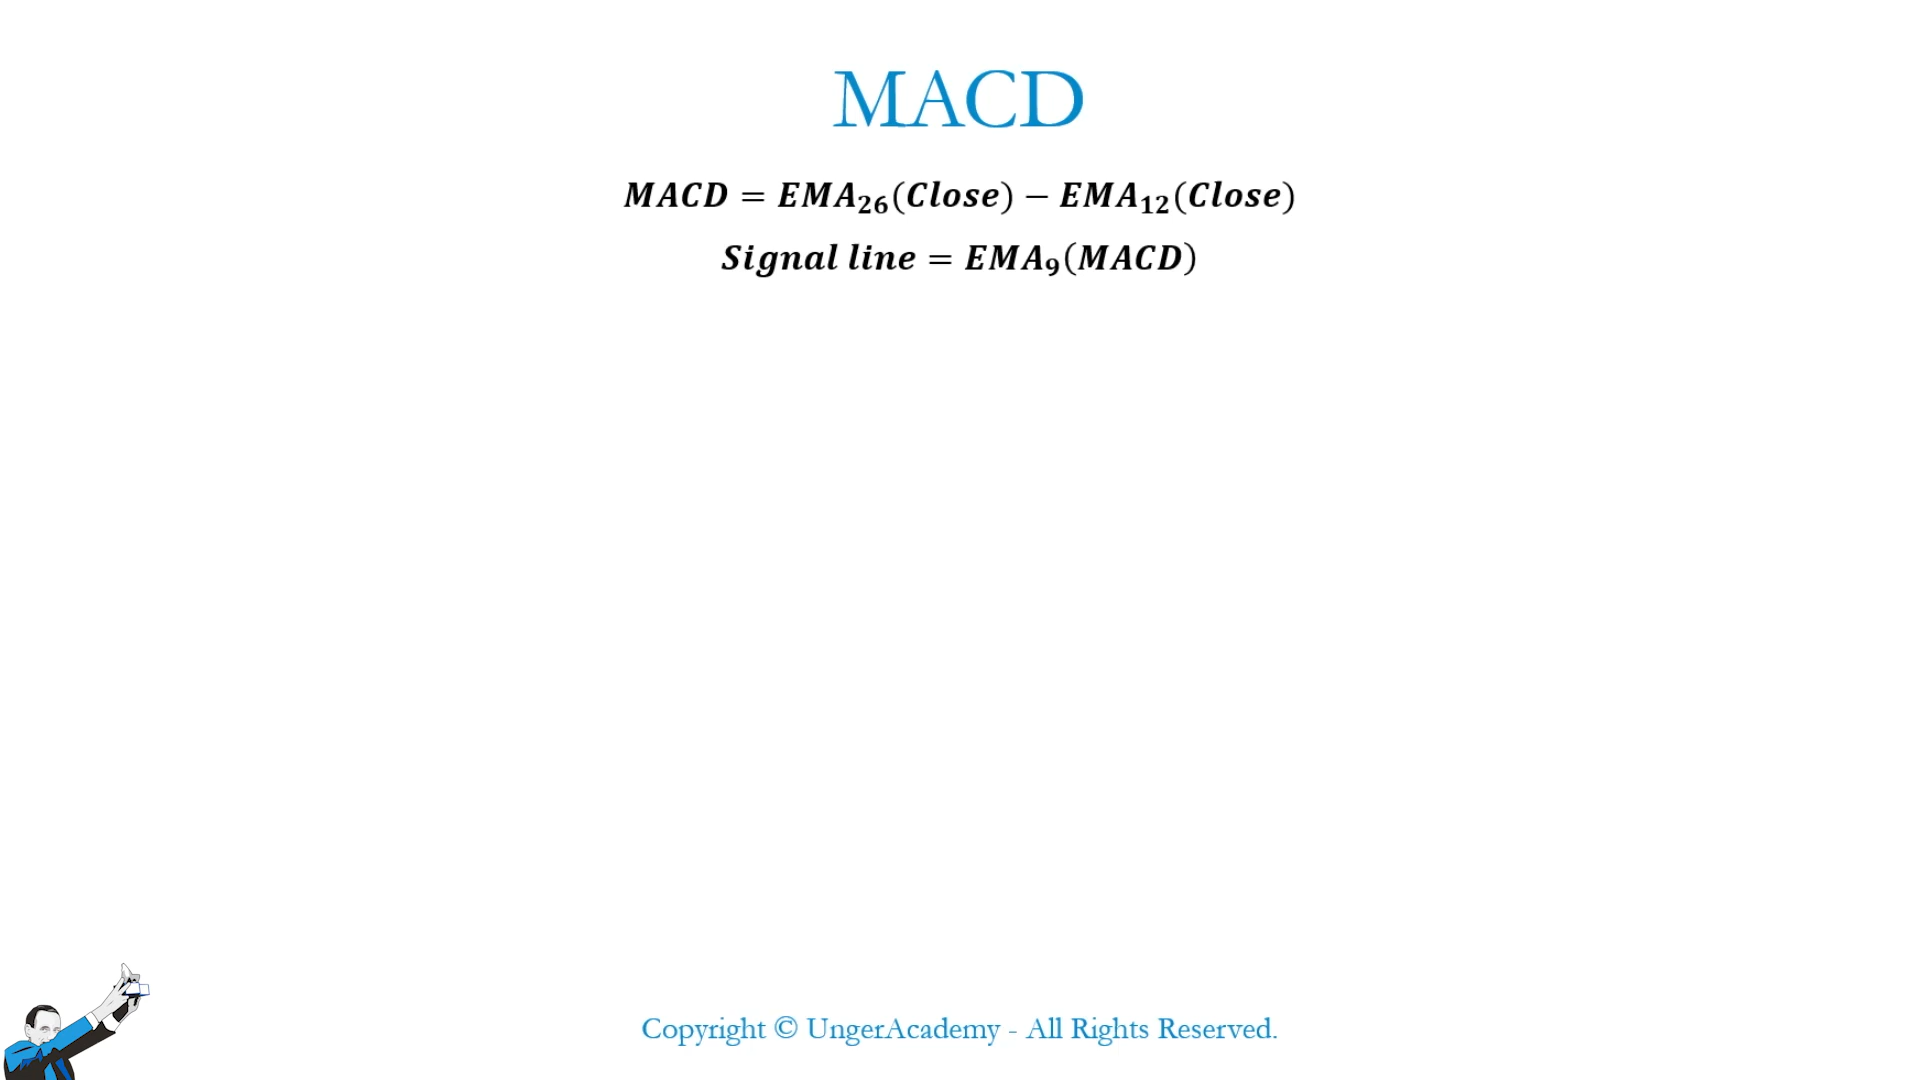 MACD
MACD = EMA₂₆(Close) − EMA₁₂(Close)
Signal line = EMA₉(MACD)
Copyright © UngerAcademy - All Rights Reserved.